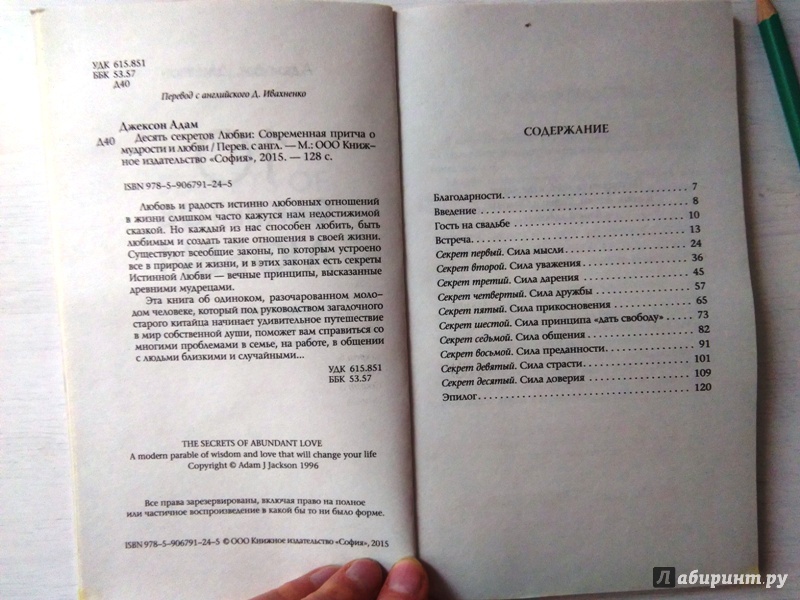 УДК 615.851
ББК 53.57
Д40
Перевод с английского Д. Ивахненко
Джексон Адам
Д40 Десять секретов Любви: Современная притча о
мудрости и любви / Перев. с англ. — М.: ООО Книж-
ное издательство «София», 2015. — 128 с.
ISBN 978–5–906791–24–5
Любовь и радость истинно любовных отношений
в жизни слишком часто кажутся нам недостижимой
сказкой. Но каждый из нас способен любить, быть
любимым и создать такие отношения в своей жизни.
Существуют всеобщие законы, по которым устроено
все в природе и жизни, и в этих законах есть секреты
Истинной Любви — вечные принципы, высказанные
древними мудрецами.
Эта книга об одиноком, разочарованном моло-
дом человеке, который под руководством загадочного
старого китайца начинает удивительное путешествие
в мир собственной души, поможет вам справиться со
многими проблемами в семье, на работе, в общении
с людьми близкими и случайными...
УДК 615.851
ББК 53.57
THE SECRETS OF ABUNDANT LOVE
A modern parable of wisdom and love that will change your life
Copyright © Adam J Jackson 1996
Все права зарезервированы, включая право на полное
или частичное воспроизведение в какой бы то ни было форме.
ISBN 978–5–906791–24–5 © ООО Книжное издательство «София», 2015
СОДЕРЖАНИЕ
Благодарности. 7
Введение 8
Гость на свадьбе 10
Встреча. 13
Секрет первый. Сила мысли 24
Секрет второй. Сила уважения 36
Секрет третий. Сила дарения 45
Секрет четвертый. Сила дружбы 57
Секрет пятый. Сила прикосновения 65
Секрет шестой. Сила принципа «дать свободу» 73
Секрет седьмой. Сила общения 82
Секрет восьмой. Сила преданности. 91
Секрет девятый. Сила страсти 101
Секрет десятый. Сила доверия 109
Эпилог. 120
Лабиринт.ру